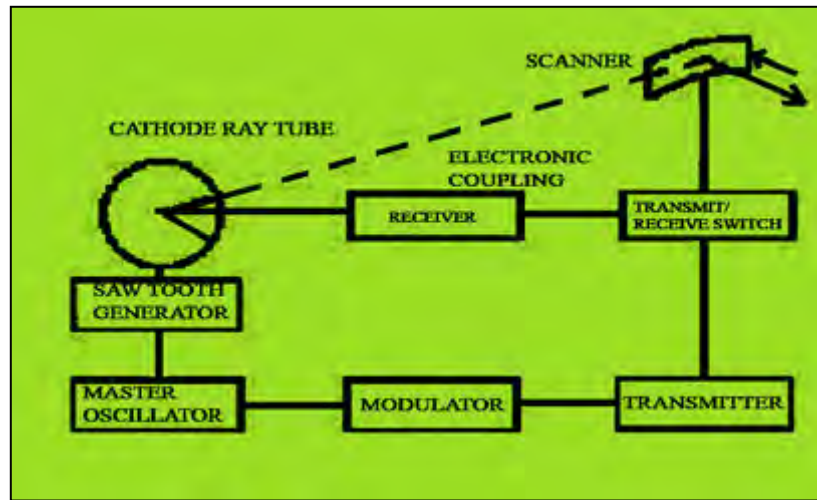 SCANNER
CATHODE RAY TUBE
ELECTRONIC
COUPLING
RECEIVER
TRANSMIT/
RECEIVE SWITCH
SAW TOOTH
GENERATOR
MASTER
OSCILLATOR
MODULATOR
TRANSMITTER